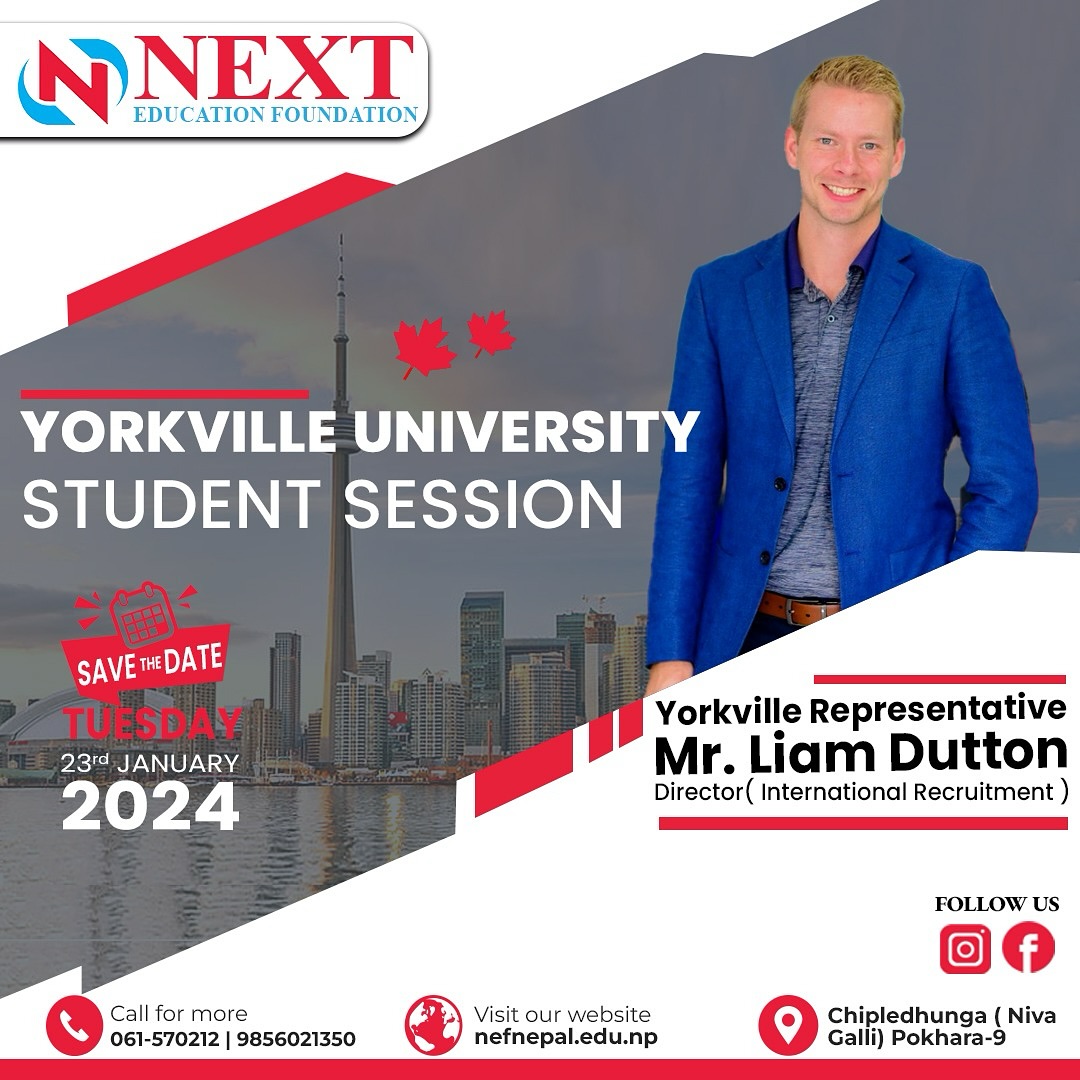 NEXT
EDUCATION FOUNDATION
YORKVILLE UNIVERSITY
STUDENT SESSION
SAVE THE DATE
TUESDAY
23rd JANUARY
2024
Yorkville Representative
Mr. Liam Dutton
Director( International Recruitment )
FOLLOW US
Call for more
061-570212 | 9856021350
Visit our website
nefnepal.edu.np
Chipledhunga ( Niva
Galli) Pokhara-9